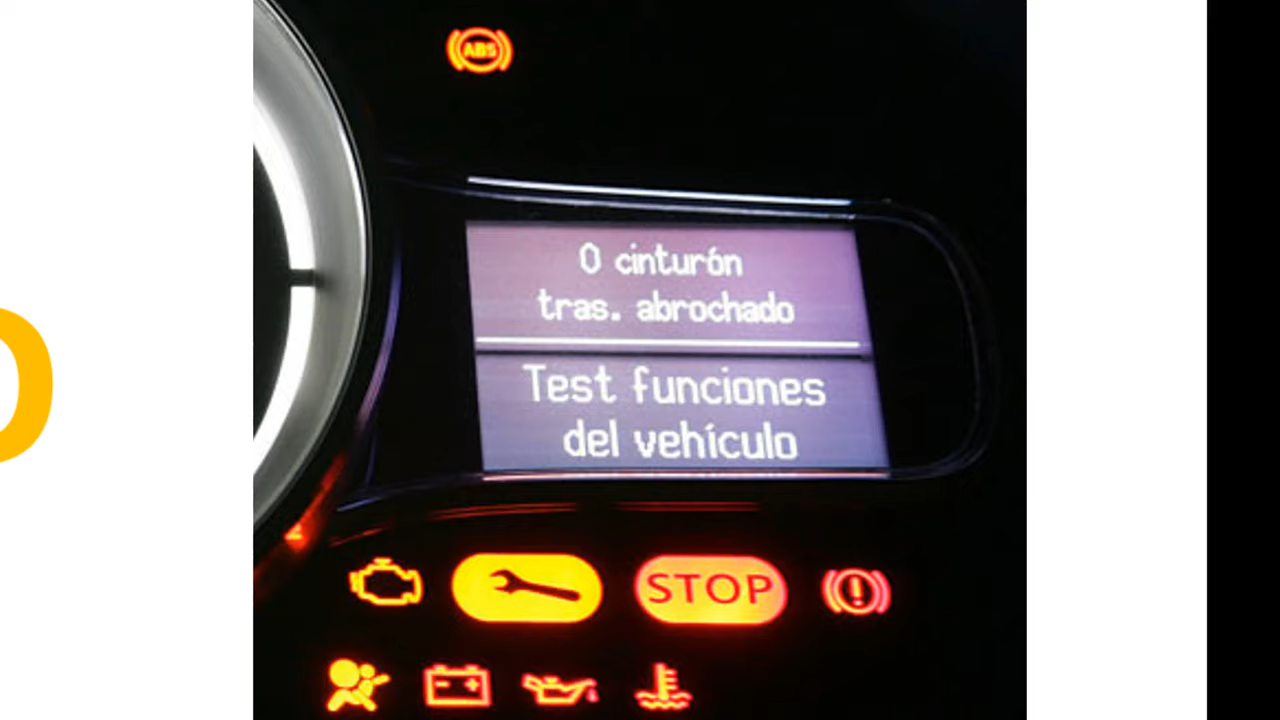 ABS
0 cinturón
tras. abrochado
Test funciones
del vehículo
STOP